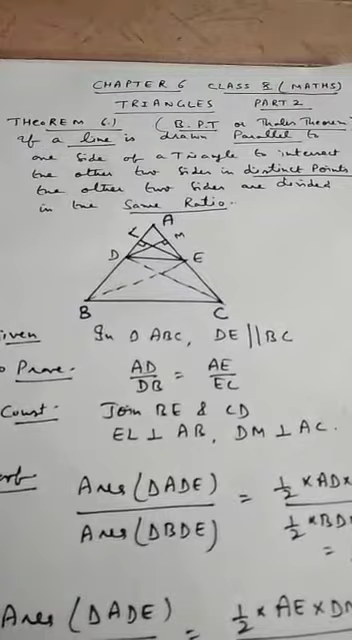 CHAPTER 6 CLASS 8 (MATHS)
TRIANGLES PART 2
THEOREM 6.1 (B.P.T or Thales Theorem)
If a line is drawn Parallel to
one side of a Triangle to intersect
the other two sides in distinct Points
the other two sides are divided
in the Same Ratio.
A
L M
D E
B C
Given In Δ ABC, DE || BC
Prove:- AD/DB = AE/EC
Const:- Join BE & CD
EL ⊥ AB, DM ⊥ AC.
Area (ΔADE) / Area (ΔBDE) = ½ × AD × / ½ × BD
=
Area (ΔADE) = ½ × AE × DM